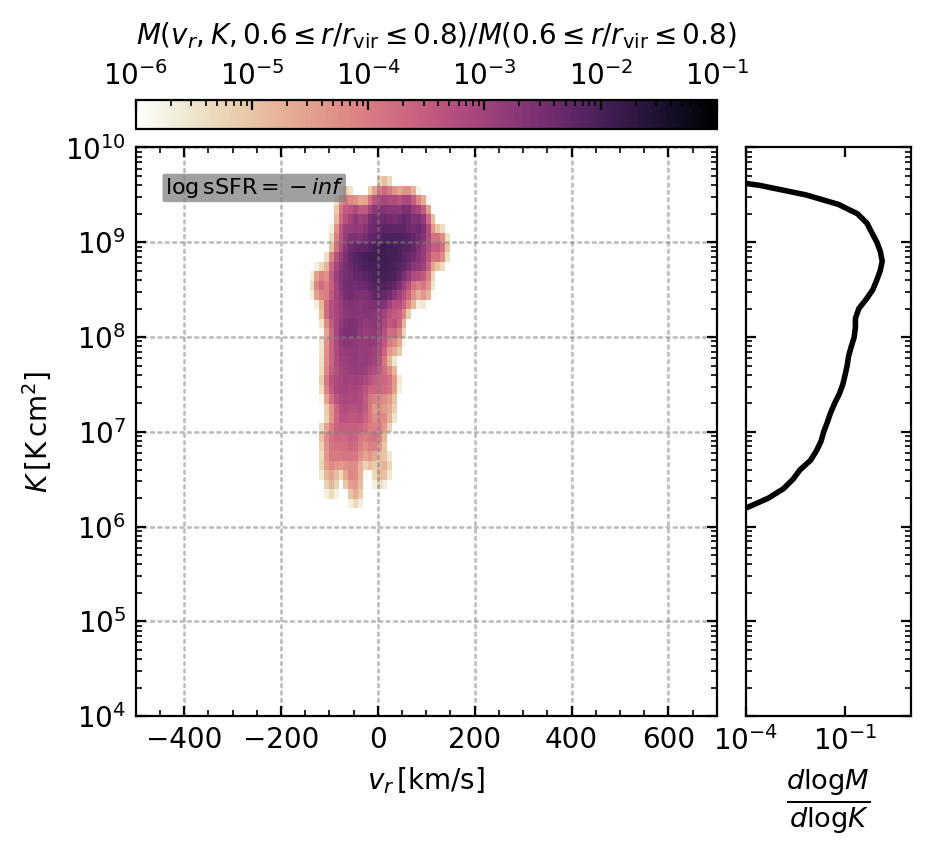 M(v_r, K, 0.6 ≤ r/r_vir ≤ 0.8)/M(0.6 ≤ r/r_vir ≤ 0.8)
10^−6 10^−5 10^−4 10^−3 10^−2 10^−1
10^10
log sSFR = −inf
10^9
10^8
10^7
K [K cm^2]
10^6
10^5
10^4
−400 −200 0 200 400 600 10^−4 10^−1
v_r [km/s]
dlogM
dlogK